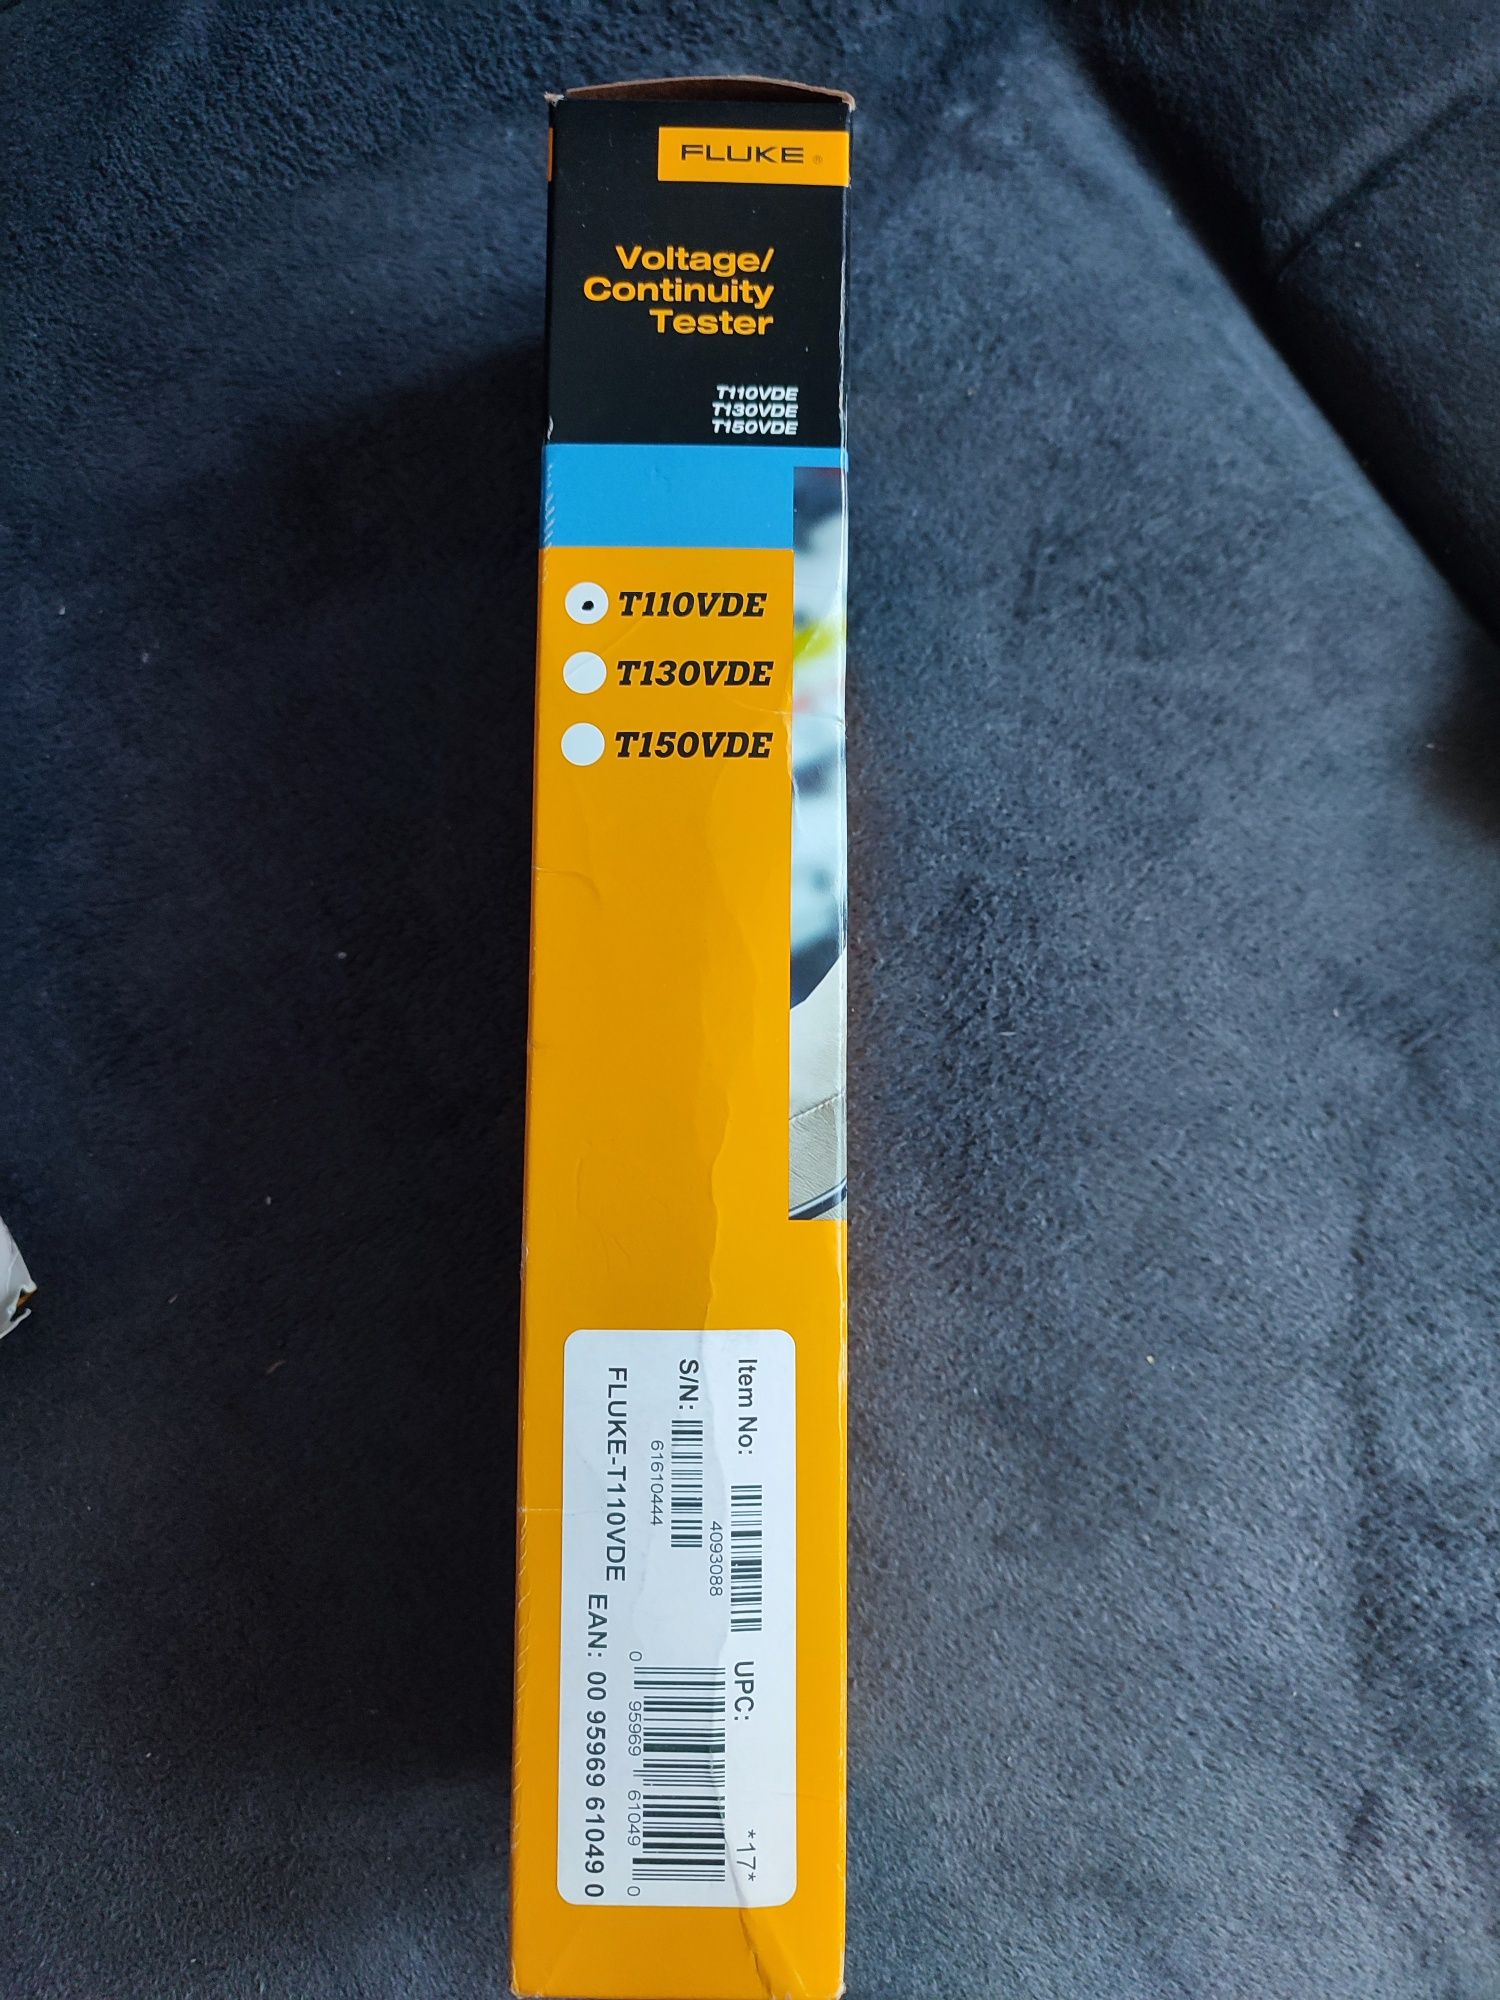 FLUKE ®
Voltage/
Continuity
Tester
T110VDE
T130VDE
T150VDE
T110VDE
T130VDE
T150VDE
Item No:
4093088
UPC:
*17*
S/N:
61610444
0 95969 61049 0
FLUKE-T110VDE
EAN: 00 95969 61049 0